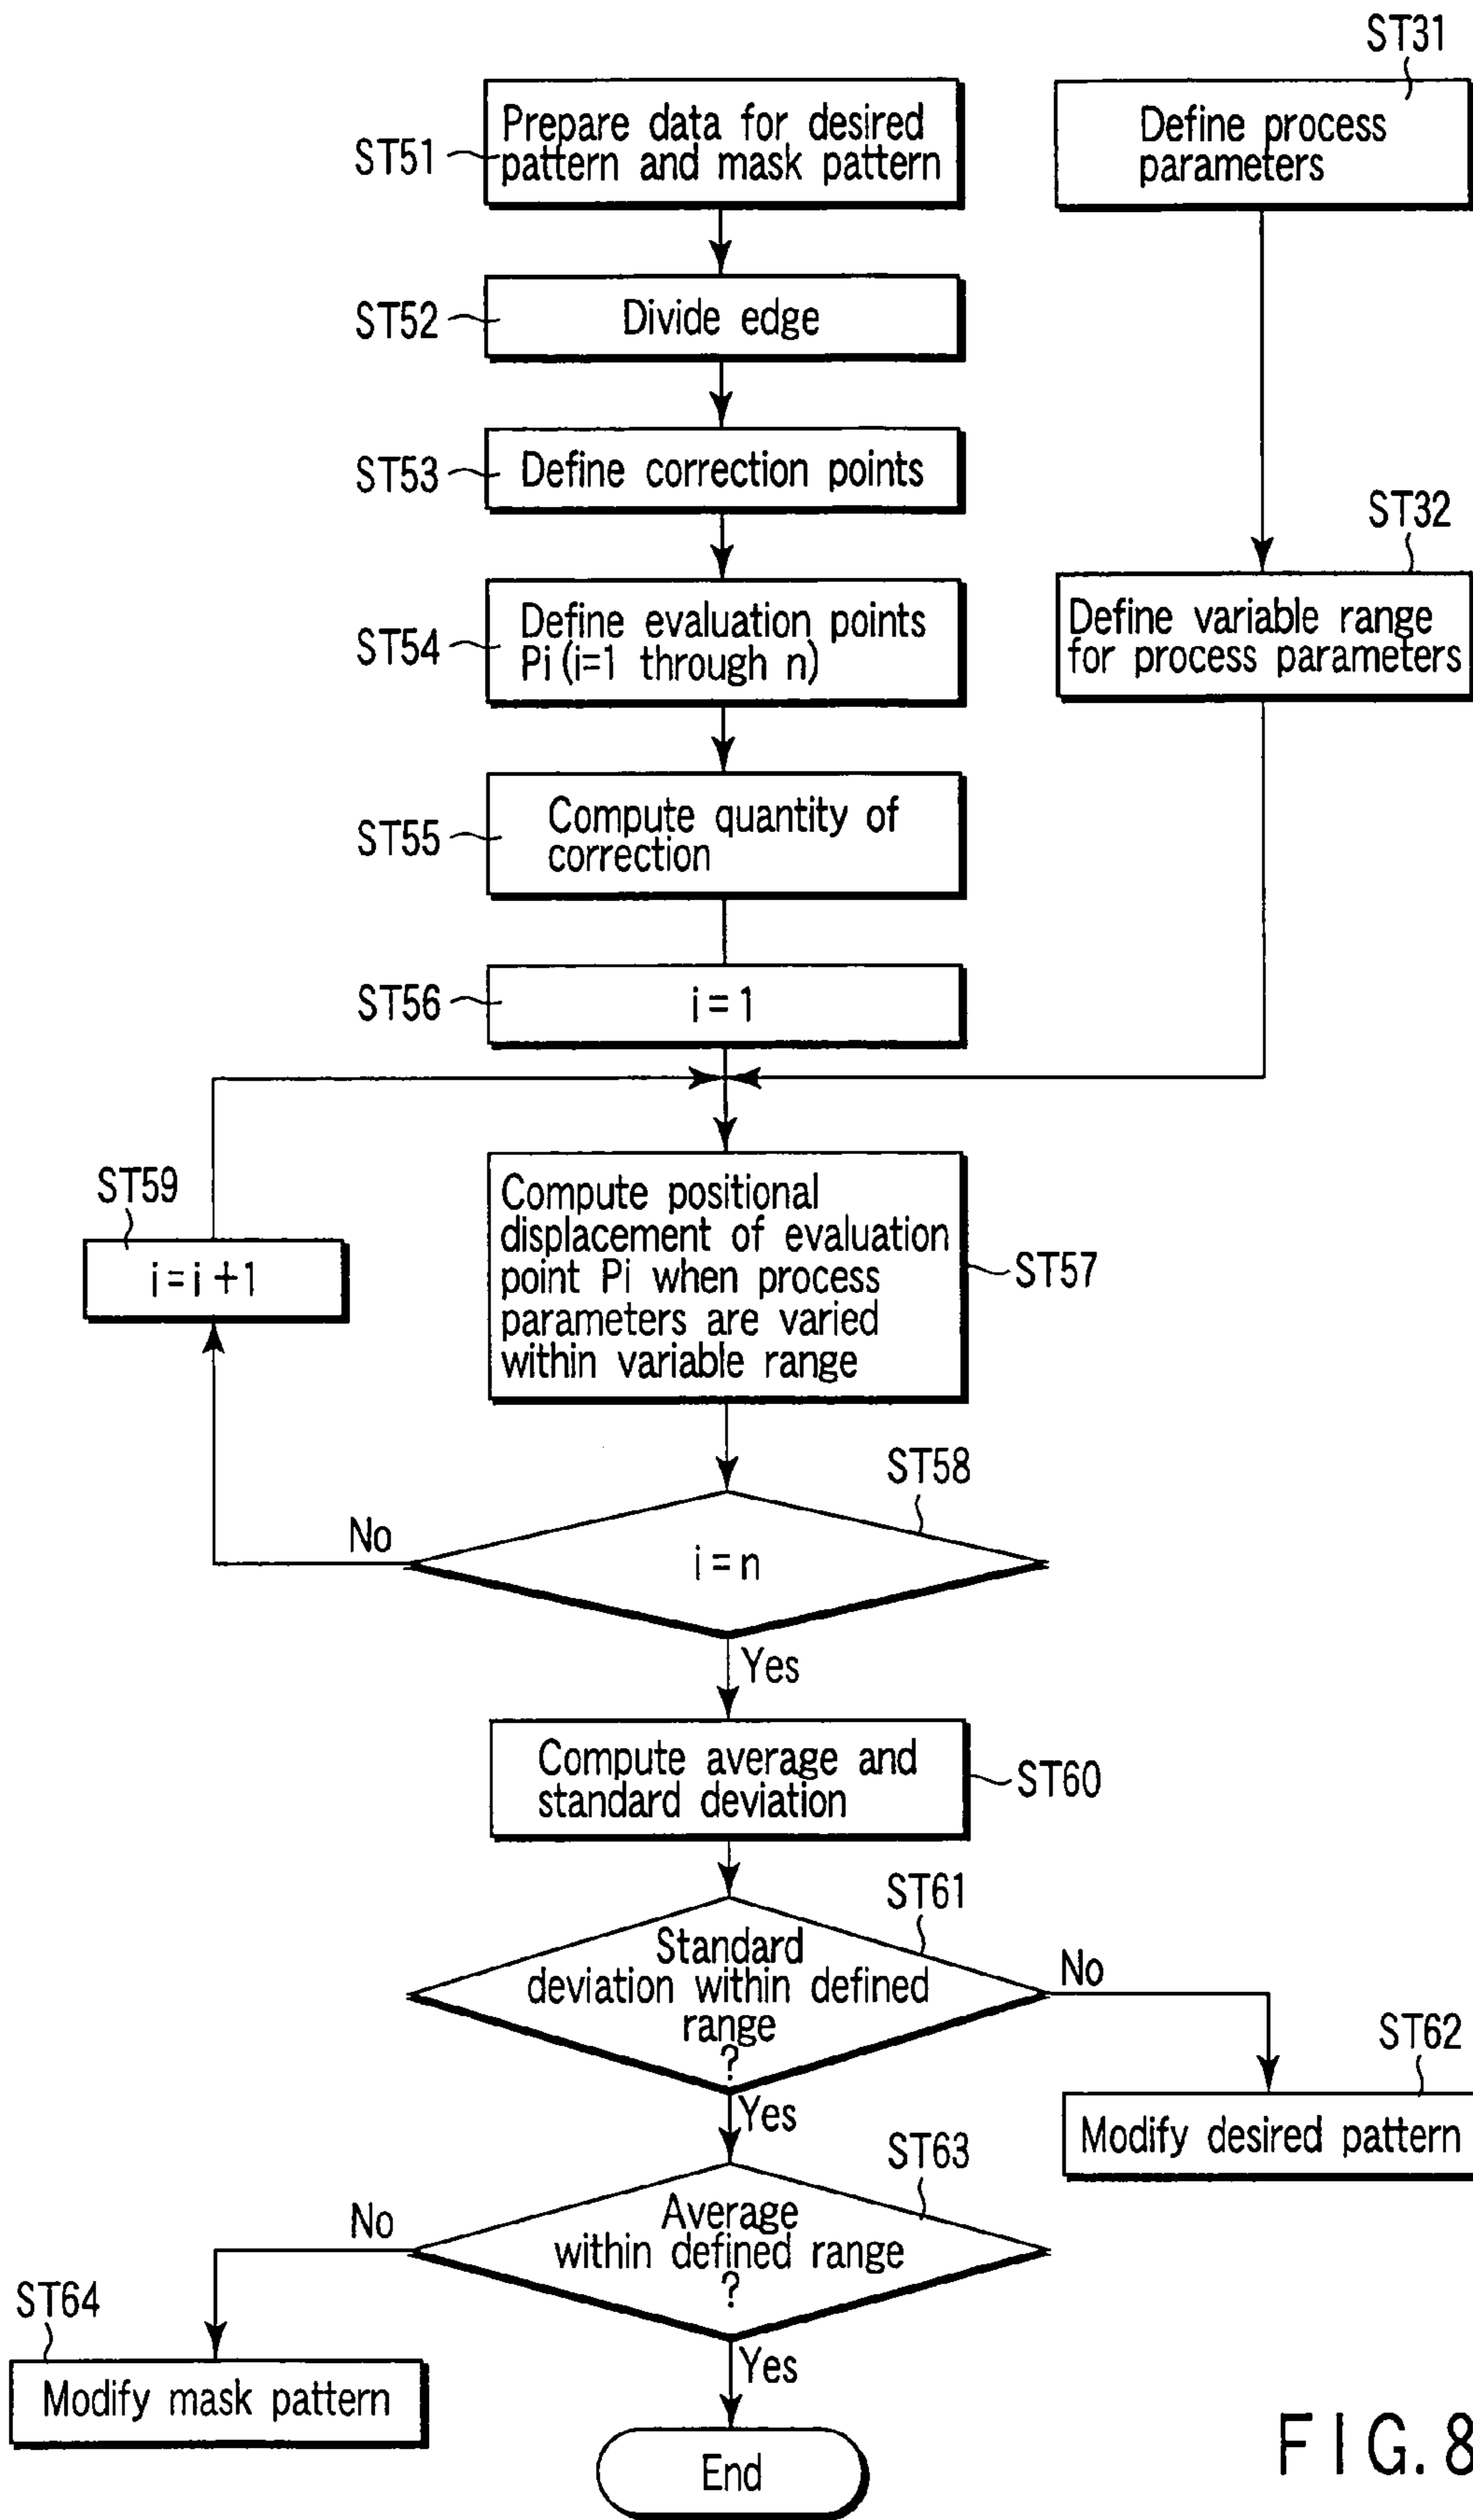 ST31
ST51
Prepare data for desired
pattern and mask pattern
Define process
parameters
ST52
Divide edge
ST53
Define correction points
ST32
ST54
Define evaluation points
Pi (i=1 through n)
Define variable range
for process parameters
ST55
Compute quantity of
correction
ST56
i = 1
ST59
i = i + 1
Compute positional
displacement of evaluation
point Pi when process
parameters are varied
within variable range
ST57
ST58
No
i = n
Yes
Compute average and
standard deviation
ST60
ST61
Standard
deviation within defined
range
?
No
ST62
Yes
Modify desired pattern
ST63
No
Average
within defined range
?
ST64
Yes
Modify mask pattern
End
FIG. 8